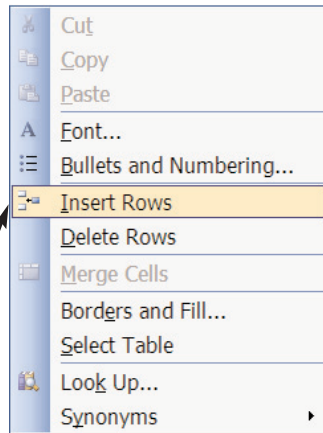 Cut
Copy
Paste
Font...
Bullets and Numbering...
Insert Rows
Delete Rows
Merge Cells
Borders and Fill...
Select Table
Look Up...
Synonyms